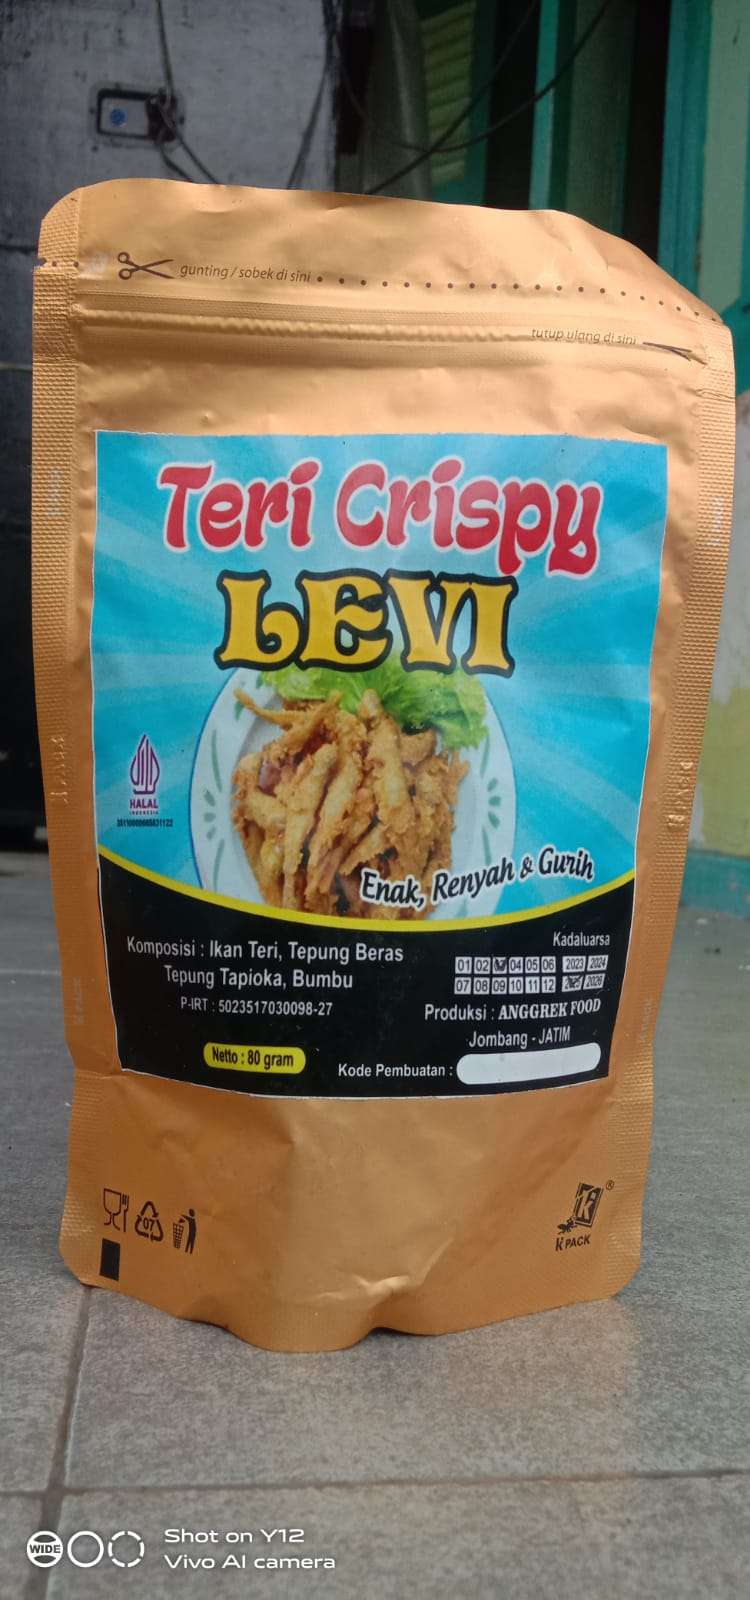 gunting / sobek di sini
tutup ulang di sini
Teri Crispy
LEVI
HALAL
INDONESIA
Enak, Renyah & Gurih
Komposisi : Ikan Teri, Tepung Beras
Tepung Tapioka, Bumbu
P-IRT : 5023517030098-27
Netto : 80 gram
Kadaluarsa
01 02 04 05 06 2023 2024
07 08 09 10 11 12 2025 2026
Produksi : ANGGREK FOOD
Jombang - JATIM
Kode Pembuatan :
07
K PACK
WIDE
Shot on Y12
Vivo AI camera